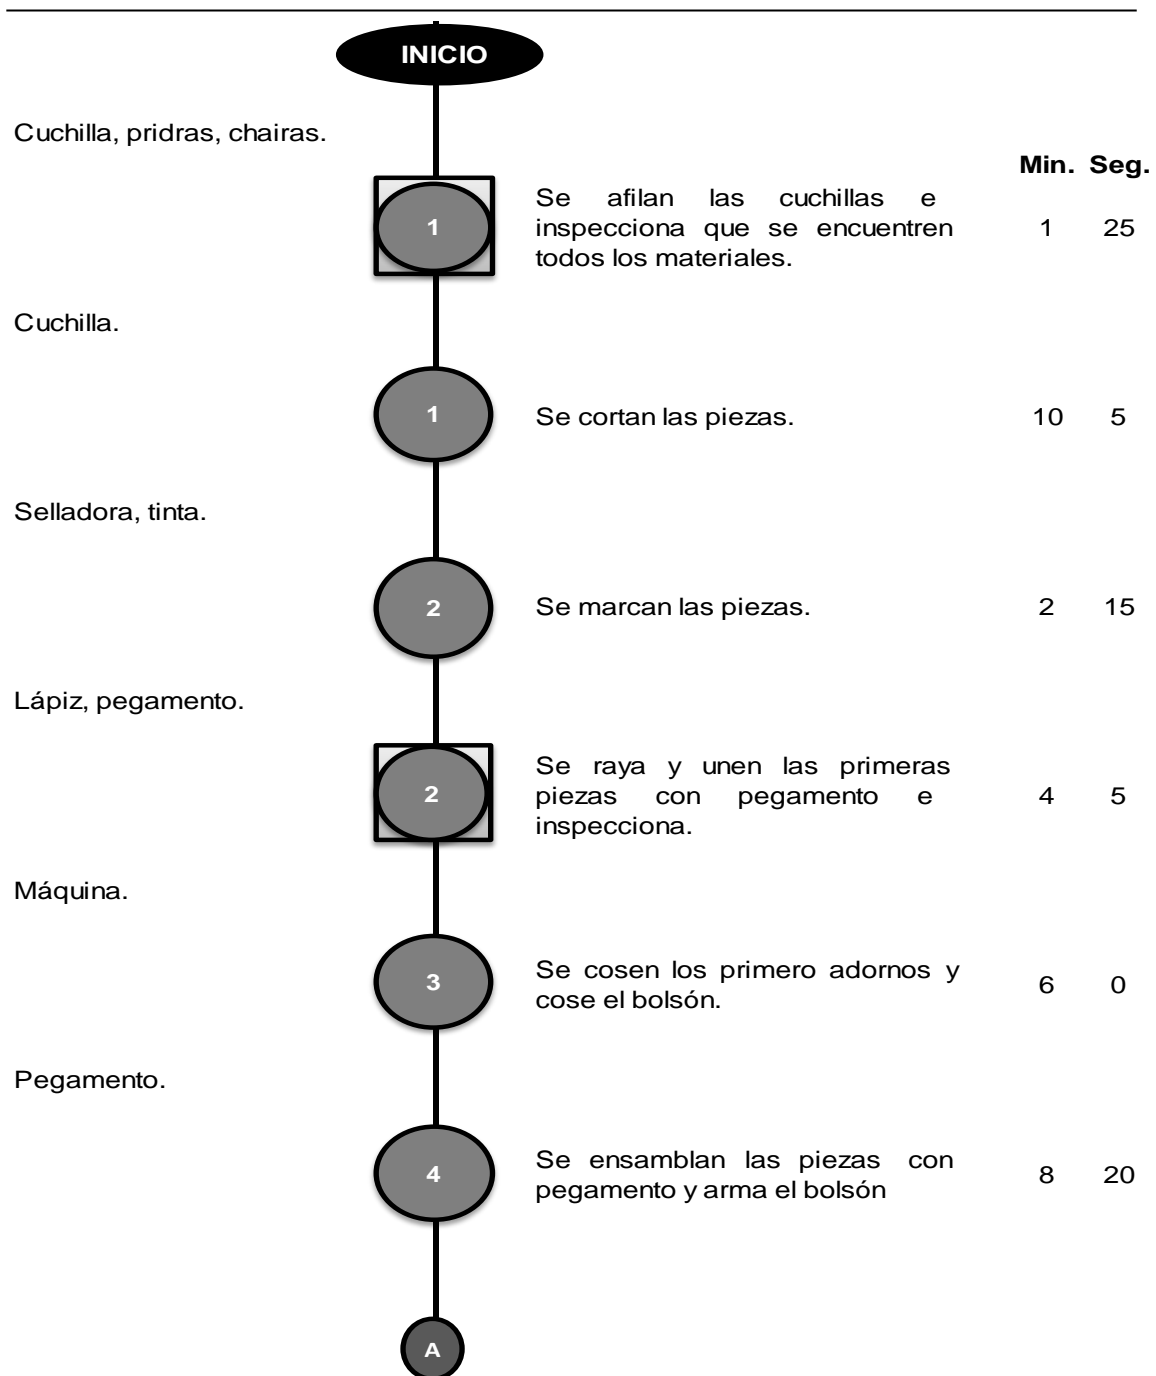 INICIO
Cuchilla, pridras, chairas.
Min. Seg.
1
Se afilan las cuchillas e
inspecciona que se encuentren
todos los materiales.
1 25
Cuchilla.
1
Se cortan las piezas.
10 5
Selladora, tinta.
2
Se marcan las piezas.
2 15
Lápiz, pegamento.
2
Se raya y unen las primeras
piezas con pegamento e
inspecciona.
4 5
Máquina.
3
Se cosen los primero adornos y
cose el bolsón.
6 0
Pegamento.
4
Se ensamblan las piezas con
pegamento y arma el bolsón
8 20
A